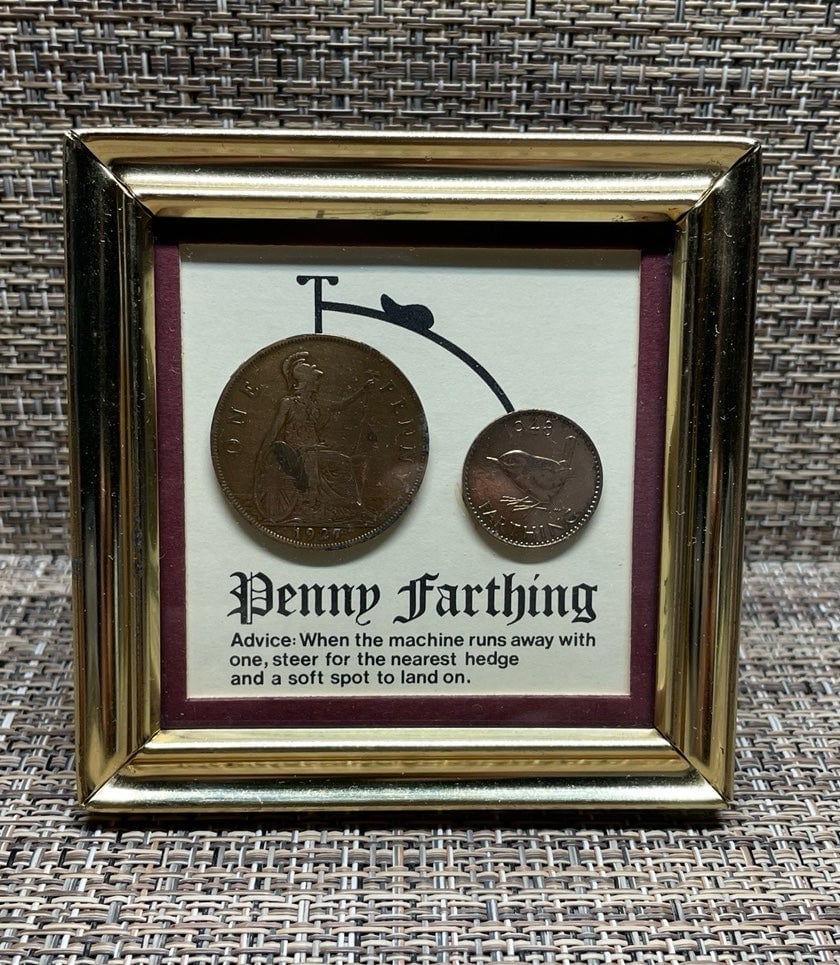 ONE PENNY
1927
FARTHING
Penny Farthing
Advice: When the machine runs away with
one, steer for the nearest hedge
and a soft spot to land on.